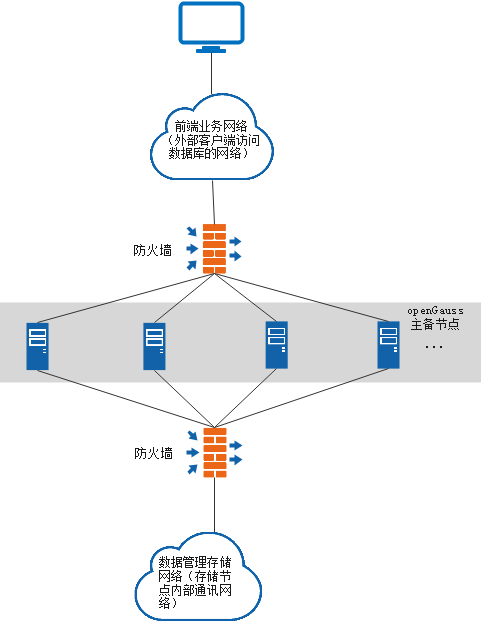 前端业务网络
（外部客户端访问
数据库的网络）
防火墙
openGauss
主备节点
...
防火墙
数据管理存储
网络（存储节
点内部通讯网
络）